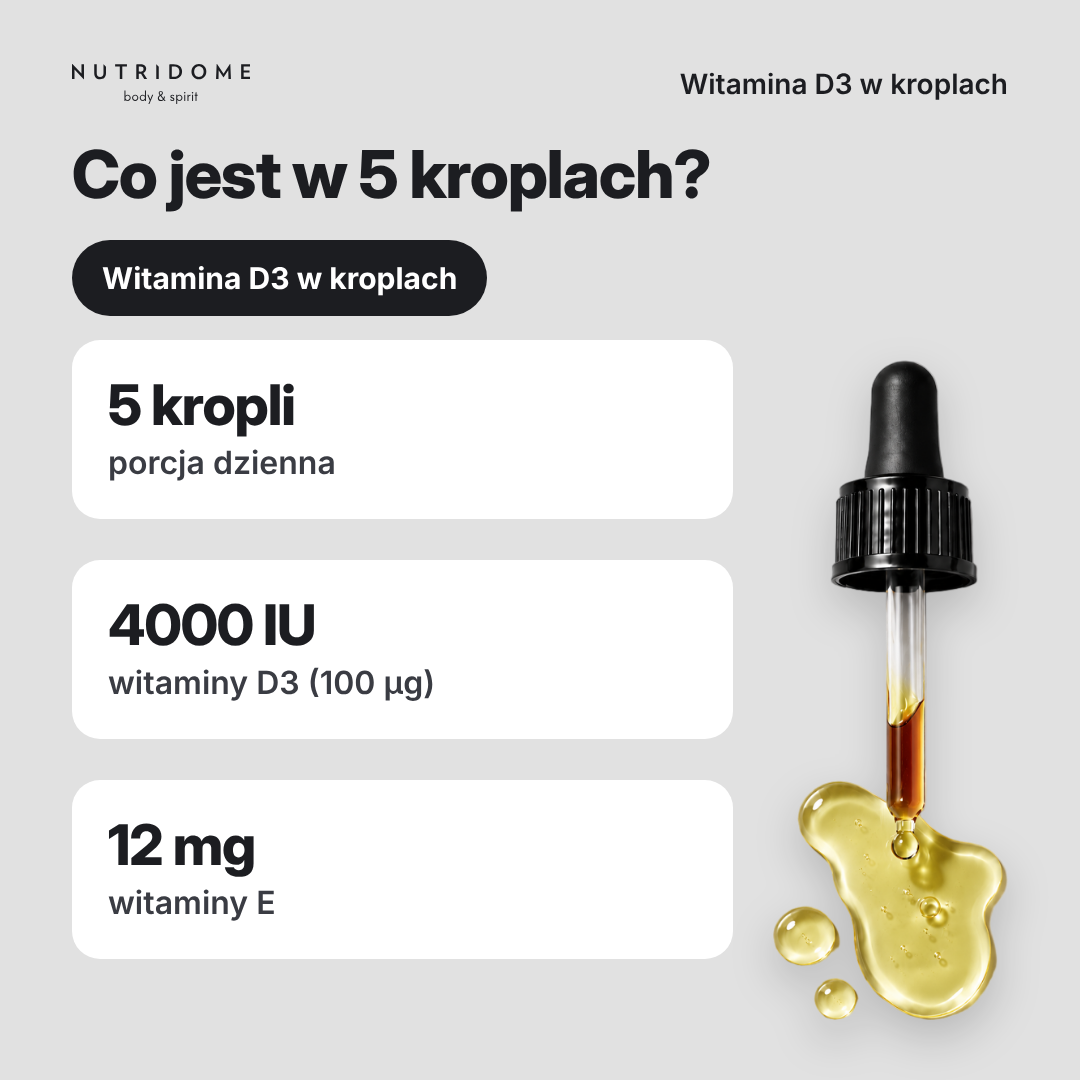 NUTRIDOME
body & spirit
Witamina D3 w kroplach
Co jest w 5 kroplach?
Witamina D3 w kroplach
5 kropli
porcja dzienna
4000 IU
witaminy D3 (100 µg)
12 mg
witaminy E